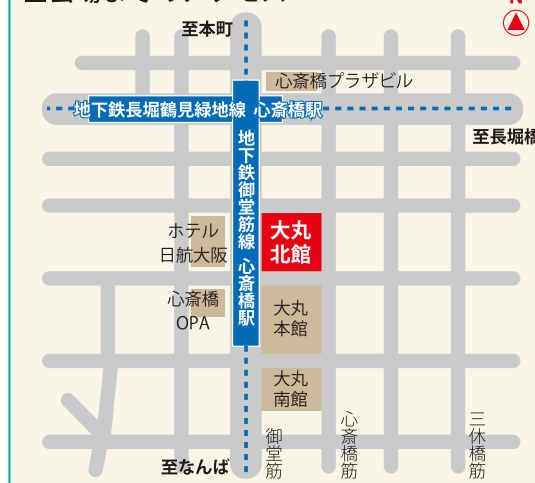 N
至本町
心斎橋プラザビル
地下鉄長堀鶴見緑地線 心斎橋駅
至長堀橋
地下鉄御堂筋線 心斎橋駅
ホテル
日航大阪
大丸
北館
心斎橋
OPA
大丸
本館
大丸
南館
御堂筋
心斎橋筋
三休橋筋
至なんば